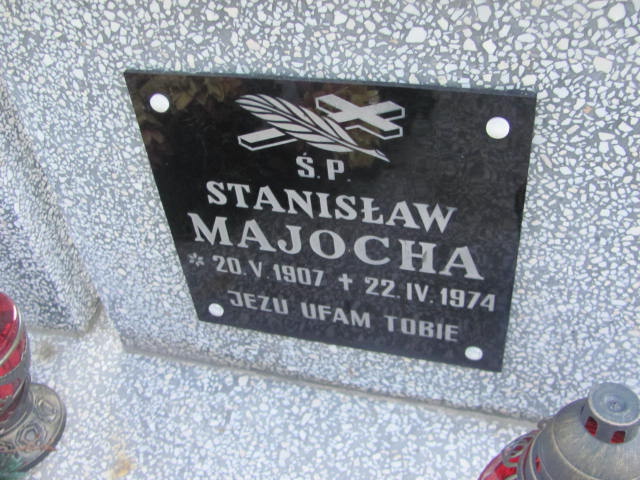 Ś.P.
STANISŁAW
MAJOCHA
* 20.V.1907 + 22.IV.1974
JEZU UFAM TOBIE